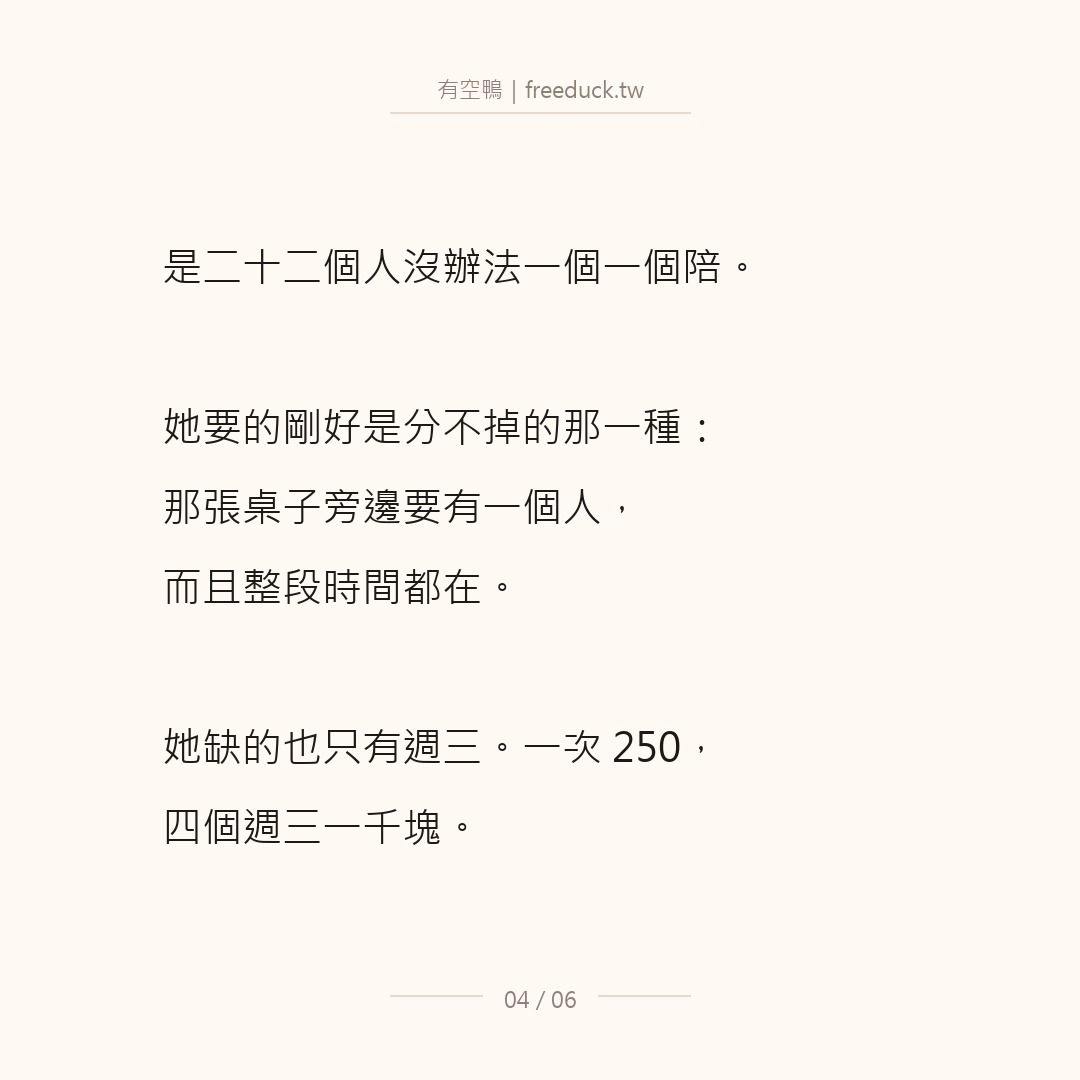 有空鴨 | freeduck.tw
是二十二個人沒辦法一個一個陪。
她要的剛好是分不掉的那一種：
那張桌子旁邊要有一個人，
而且整段時間都在。
她缺的也只有週三。一次 250，
四個週三一千塊。
04 / 06